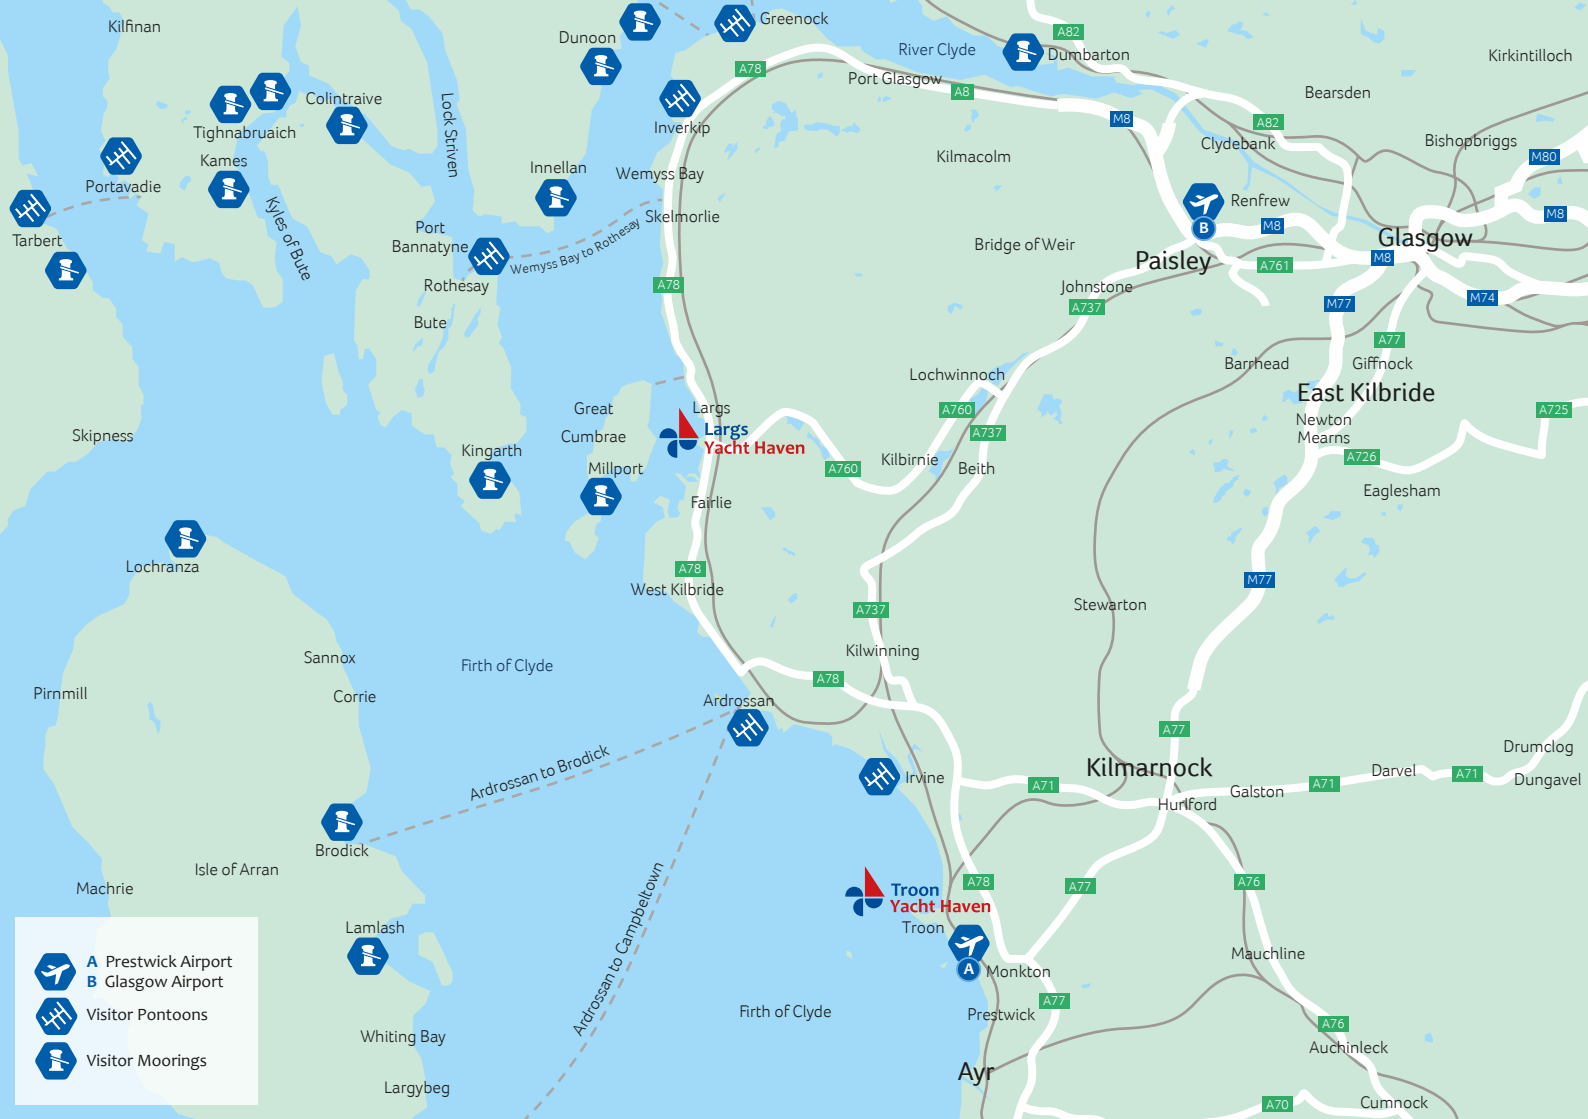 Kilfinan
Greenock
Dunoon
River Clyde
A82
Dumbarton
Kirkintilloch
A78
Port Glasgow
A8
Bearsden
Colintraive
Lock Striven
M8
A82
Tighnabruaich
Inverkip
Clydebank
Bishopbriggs
Kames
Kilmacolm
M80
Innellan
Wemyss Bay
Portavadie
Renfrew
B
Skelmorlie
M8
M8
Tarbert
Kyles of Bute
Port
Bannatyne
Wemyss Bay to Rothesay
Bridge of Weir
Paisley
Glasgow
M8
A761
Rothesay
A78
Johnstone
A737
M77
M74
Bute
A77
Barrhead
Giffnock
Lochwinnoch
East Kilbride
Great
Cumbrae
Largs
Largs
Yacht Haven
A760
A737
A725
Newton
Mearns
Skipness
Kingarth
Millport
A760
Kilbirnie
Beith
A726
Eaglesham
Fairlie
Lochranza
A78
West Kilbride
M77
A737
Stewarton
Sannox
Firth of Clyde
Kilwinning
Pirnmill
Corrie
A78
Ardrossan
A77
Ardrossan to Brodick
Irvine
Kilmarnock
A71
Hurlford
Galston
A71
Darvel
A71
Drumclog
Dungavel
Brodick
Isle of Arran
Machrie
Ardrossan to Campbeltown
Troon
Yacht Haven
A78
A77
A76
Troon
Lamlash
A
Monkton
Mauchline
A Prestwick Airport
B Glasgow Airport
Visitor Pontoons
Visitor Moorings
Firth of Clyde
Prestwick
A77
A76
Whiting Bay
Auchinleck
Ayr
Largybeg
A70
Cumnock